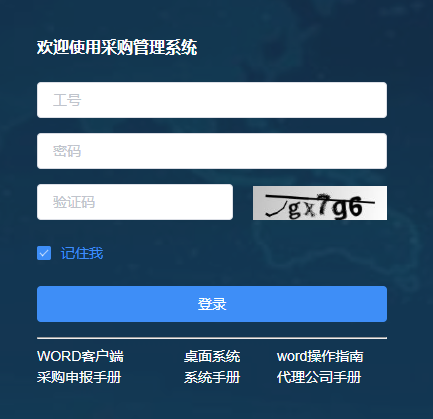 欢迎使用采购管理系统
工号
密码
验证码
gx7g6
记住我
登录
WORD客户端 桌面系统 word操作指南
采购申报手册 系统手册 代理公司手册